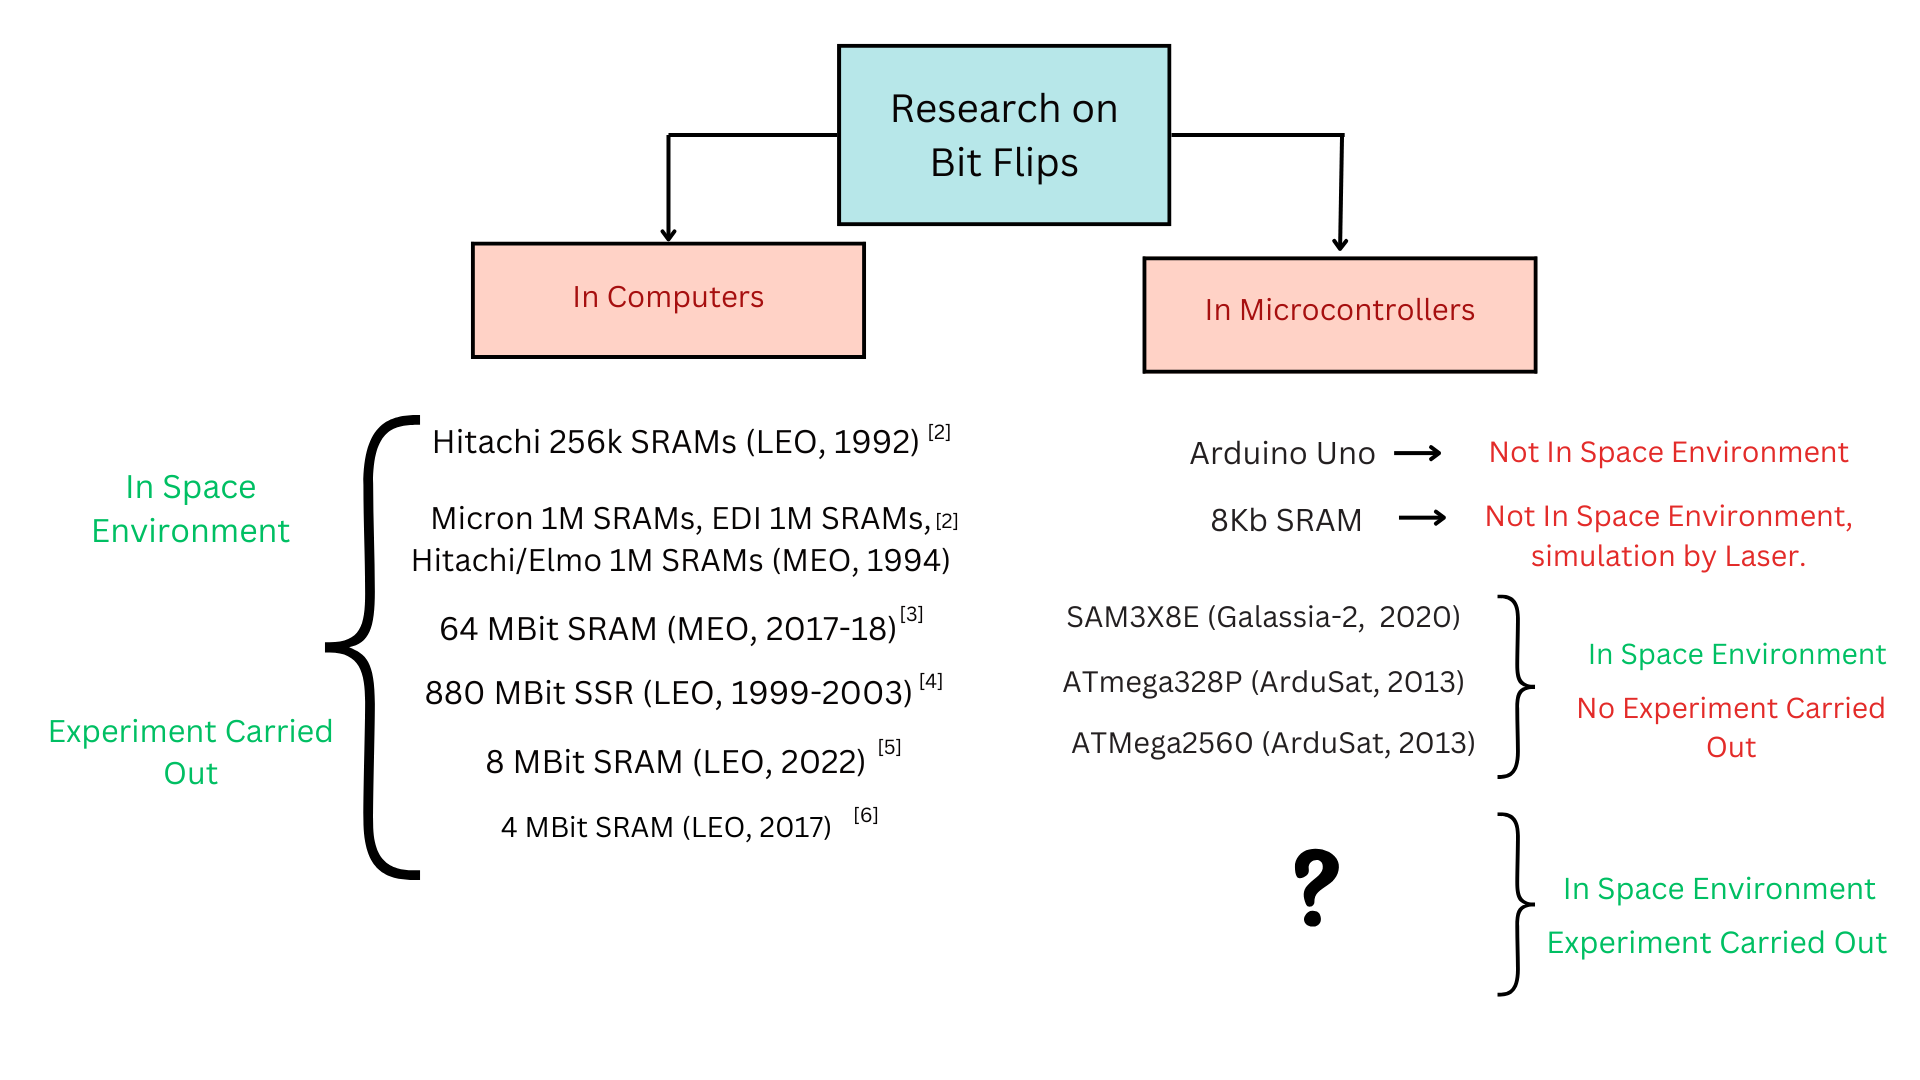 Research on
Bit Flips
In Computers
In Microcontrollers
In Space
Environment
Experiment Carried
Out
Hitachi 256k SRAMs (LEO, 1992) [2]
Micron 1M SRAMs, EDI 1M SRAMs, [2]
Hitachi/Elmo 1M SRAMs (MEO, 1994)
64 MBit SRAM (MEO, 2017-18) [3]
880 MBit SSR (LEO, 1999-2003) [4]
8 MBit SRAM (LEO, 2022) [5]
4 MBit SRAM (LEO, 2017) [6]
Arduino Uno
Not In Space Environment
8Kb SRAM
Not In Space Environment,
simulation by Laser.
SAM3X8E (Galassia-2, 2020)
ATmega328P (ArduSat, 2013)
ATMega2560 (ArduSat, 2013)
In Space Environment
No Experiment Carried
Out
?
In Space Environment
Experiment Carried Out